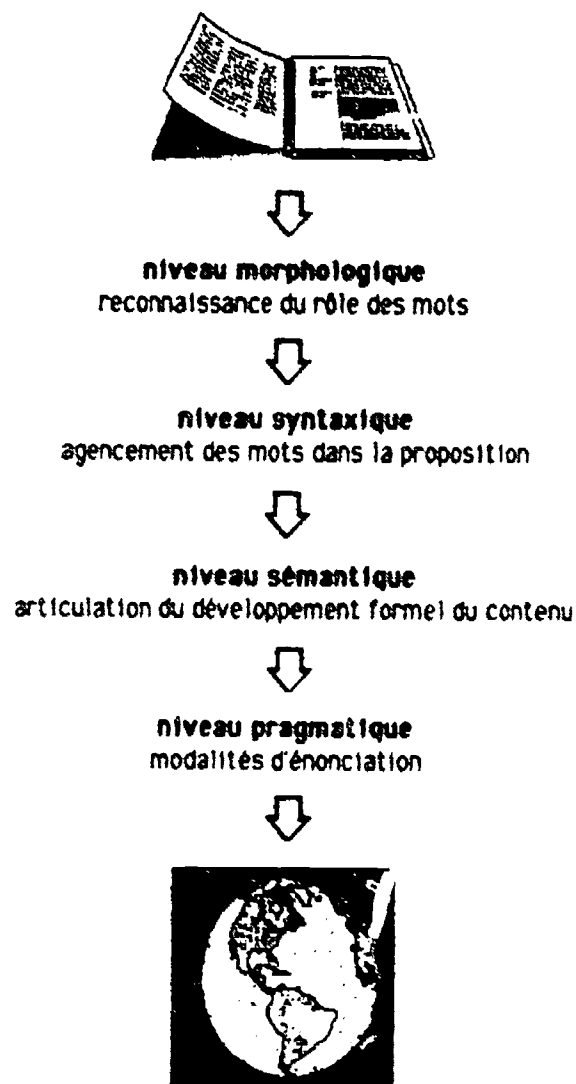 niveau morphologique
reconnaissance du rôle des mots
niveau syntaxique
agencement des mots dans la proposition
niveau sémantique
articulation du développement formel du contenu
niveau pragmatique
modalités d'énonciation